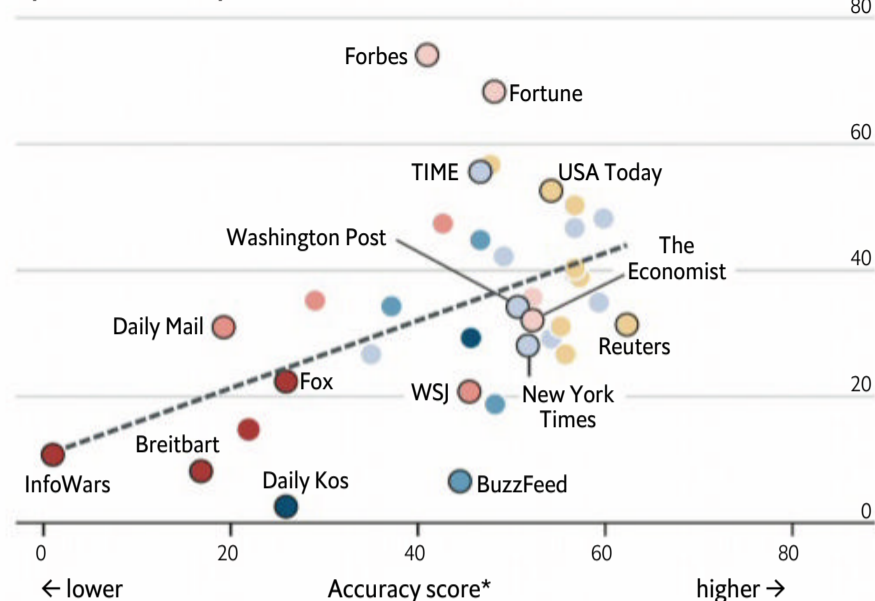 80
Forbes
Fortune
60
TIME
USA Today
Washington Post
The
Economist
40
Daily Mail
Reuters
Fox
WSJ
New York
Times
20
Breitbart
InfoWars
Daily Kos
BuzzFeed
0
0 20 40 60 80
← lower Accuracy score* higher →